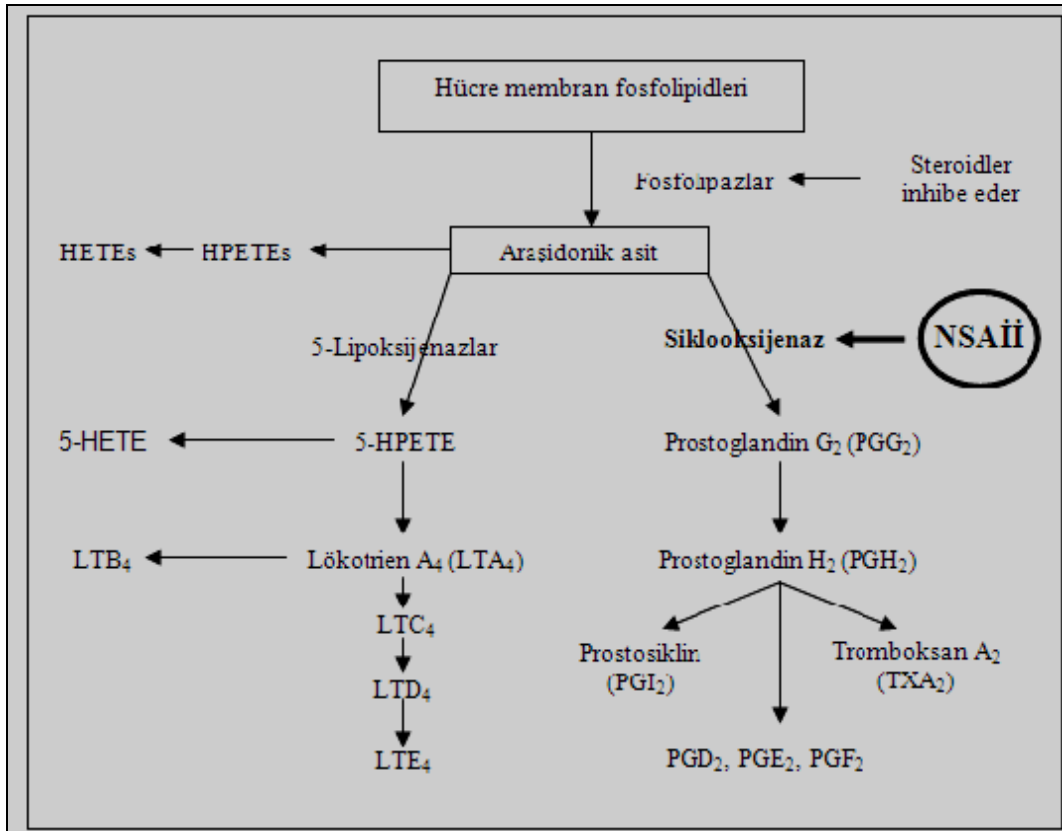 Hücre membran fosfolipidleri
Fosfolipazlar
Steroidler
inhibe eder
HETEs
HPETEs
Araşidonik asit
5-Lipoksijenazlar
Siklooksijenaz
NSAİİ
5-HETE
5-HPETE
Prostoglandin G₂ (PGG₂)
LTB₄
Lökotrien A₄ (LTA₄)
Prostoglandin H₂ (PGH₂)
LTC₄
Prostosiklin
(PGI₂)
Tromboksan A₂
(TXA₂)
LTD₄
LTE₄
PGD₂, PGE₂, PGF₂